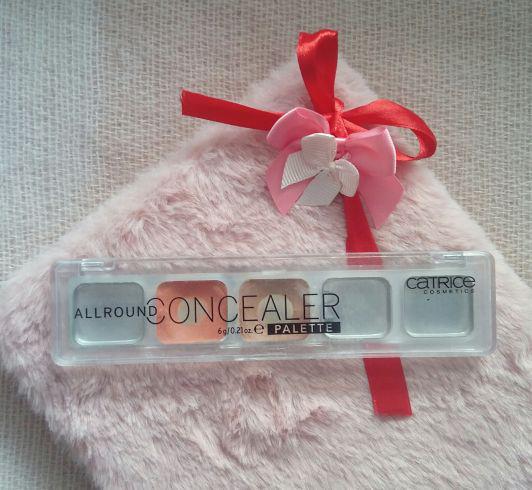 ALLROUND CONCEALER
6g/0.21oz. ℮ PALETTE
CATRICE
COSMETICS